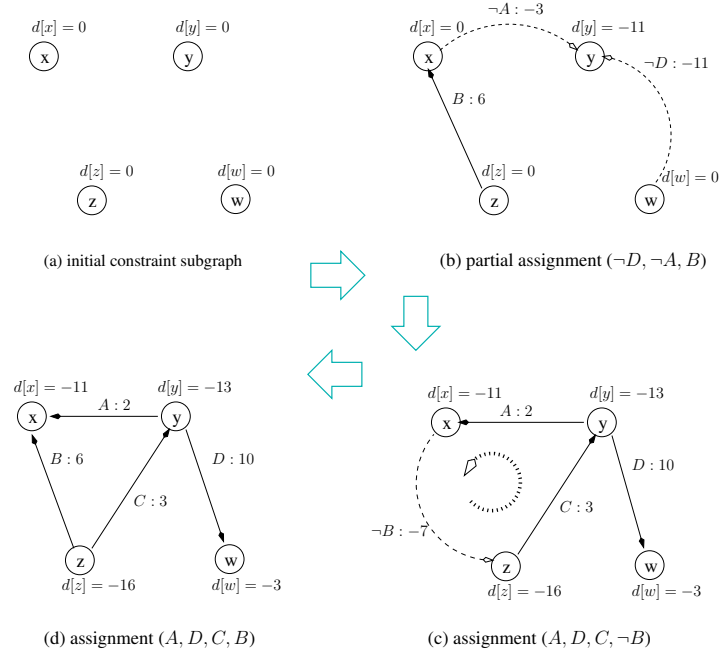 d[x] = 0
d[y] = 0
x
y
d[z] = 0
d[w] = 0
z
w
(a) initial constraint subgraph
¬A : −3
d[x] = 0
d[y] = −11
x
y
¬D : −11
B : 6
d[z] = 0
d[w] = 0
z
w
(b) partial assignment (¬D, ¬A, B)
d[x] = −11
d[y] = −13
A : 2
x
y
B : 6
D : 10
C : 3
z
w
d[z] = −16
d[w] = −3
(d) assignment (A, D, C, B)
d[x] = −11
d[y] = −13
A : 2
x
y
D : 10
C : 3
¬B : −7
z
w
d[z] = −16
d[w] = −3
(c) assignment (A, D, C, ¬B)